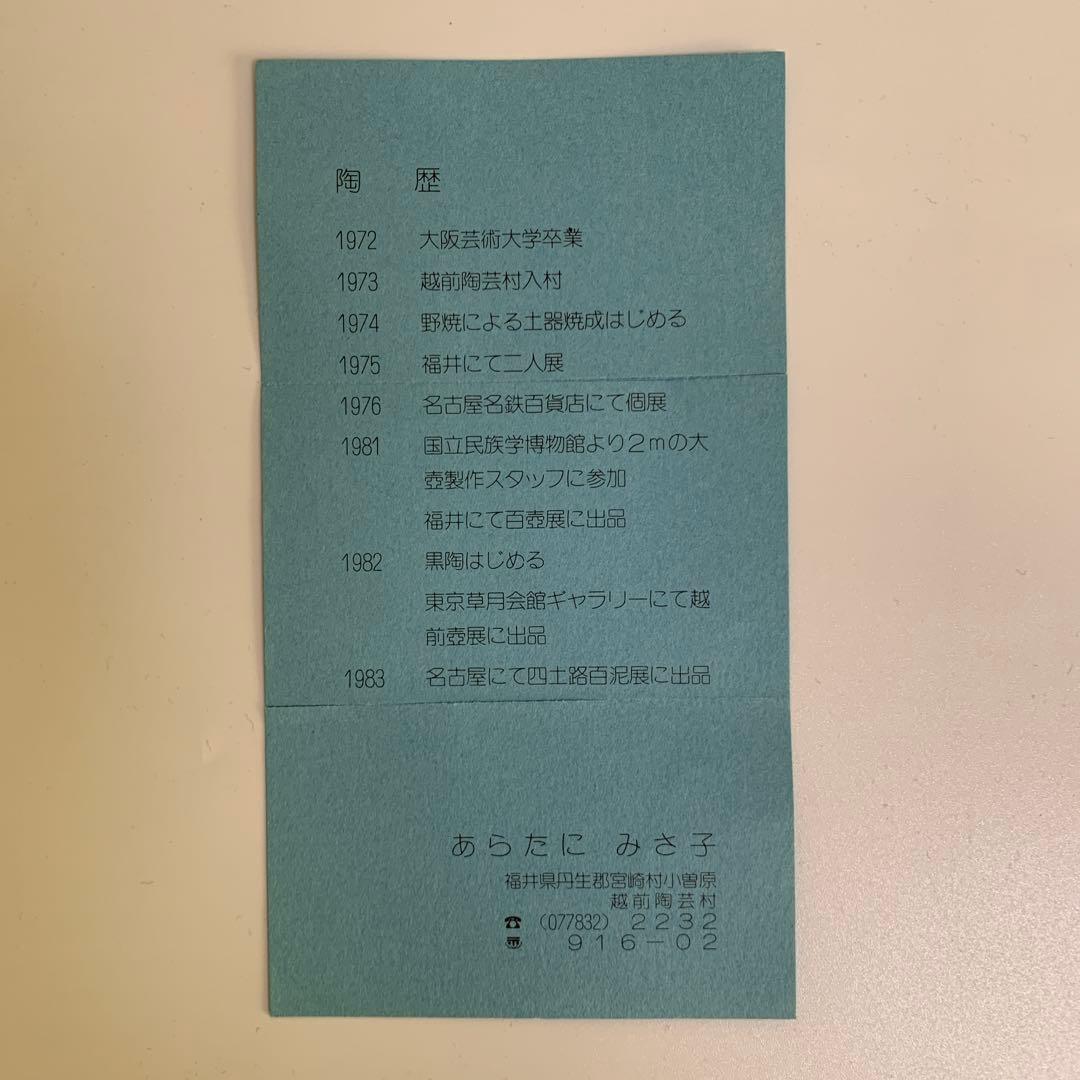 陶 歴
1972 大阪芸術大学卒業
1973 越前陶芸村入村
1974 野焼による土器焼成はじめる
1975 福井にて二人展
1976 名古屋名鉄百貨店にて個展
1981 国立民族学博物館より2mの大
壺製作スタッフに参加
福井にて百壺展に出品
1982 黒陶はじめる
東京草月会館ギャラリーにて越
前壺展に出品
1983 名古屋にて四土路百泥展に出品
あらたに みさ子
福井県丹生郡宮崎村小曽原
越前陶芸村
☎ (077832) 2232
〠 916-02